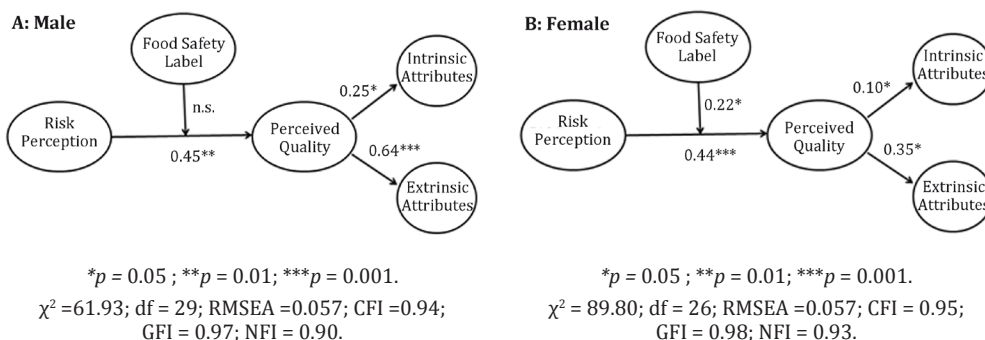 A: Male
Food Safety
Label
Intrinsic
Attributes
n.s.
0.25*
Risk
Perception
Perceived
Quality
0.45**
0.64***
Extrinsic
Attributes
*p = 0.05 ; **p = 0.01; ***p = 0.001.
χ² =61.93; df = 29; RMSEA =0.057; CFI =0.94;
GFI = 0.97; NFI = 0.90.
B: Female
Food Safety
Label
Intrinsic
Attributes
0.22*
0.10*
Risk
Perception
Perceived
Quality
0.44***
0.35*
Extrinsic
Attributes
*p = 0.05 ; **p = 0.01; ***p = 0.001.
χ² =89.80; df = 26; RMSEA =0.057; CFI = 0.95;
GFI = 0.98; NFI = 0.93.